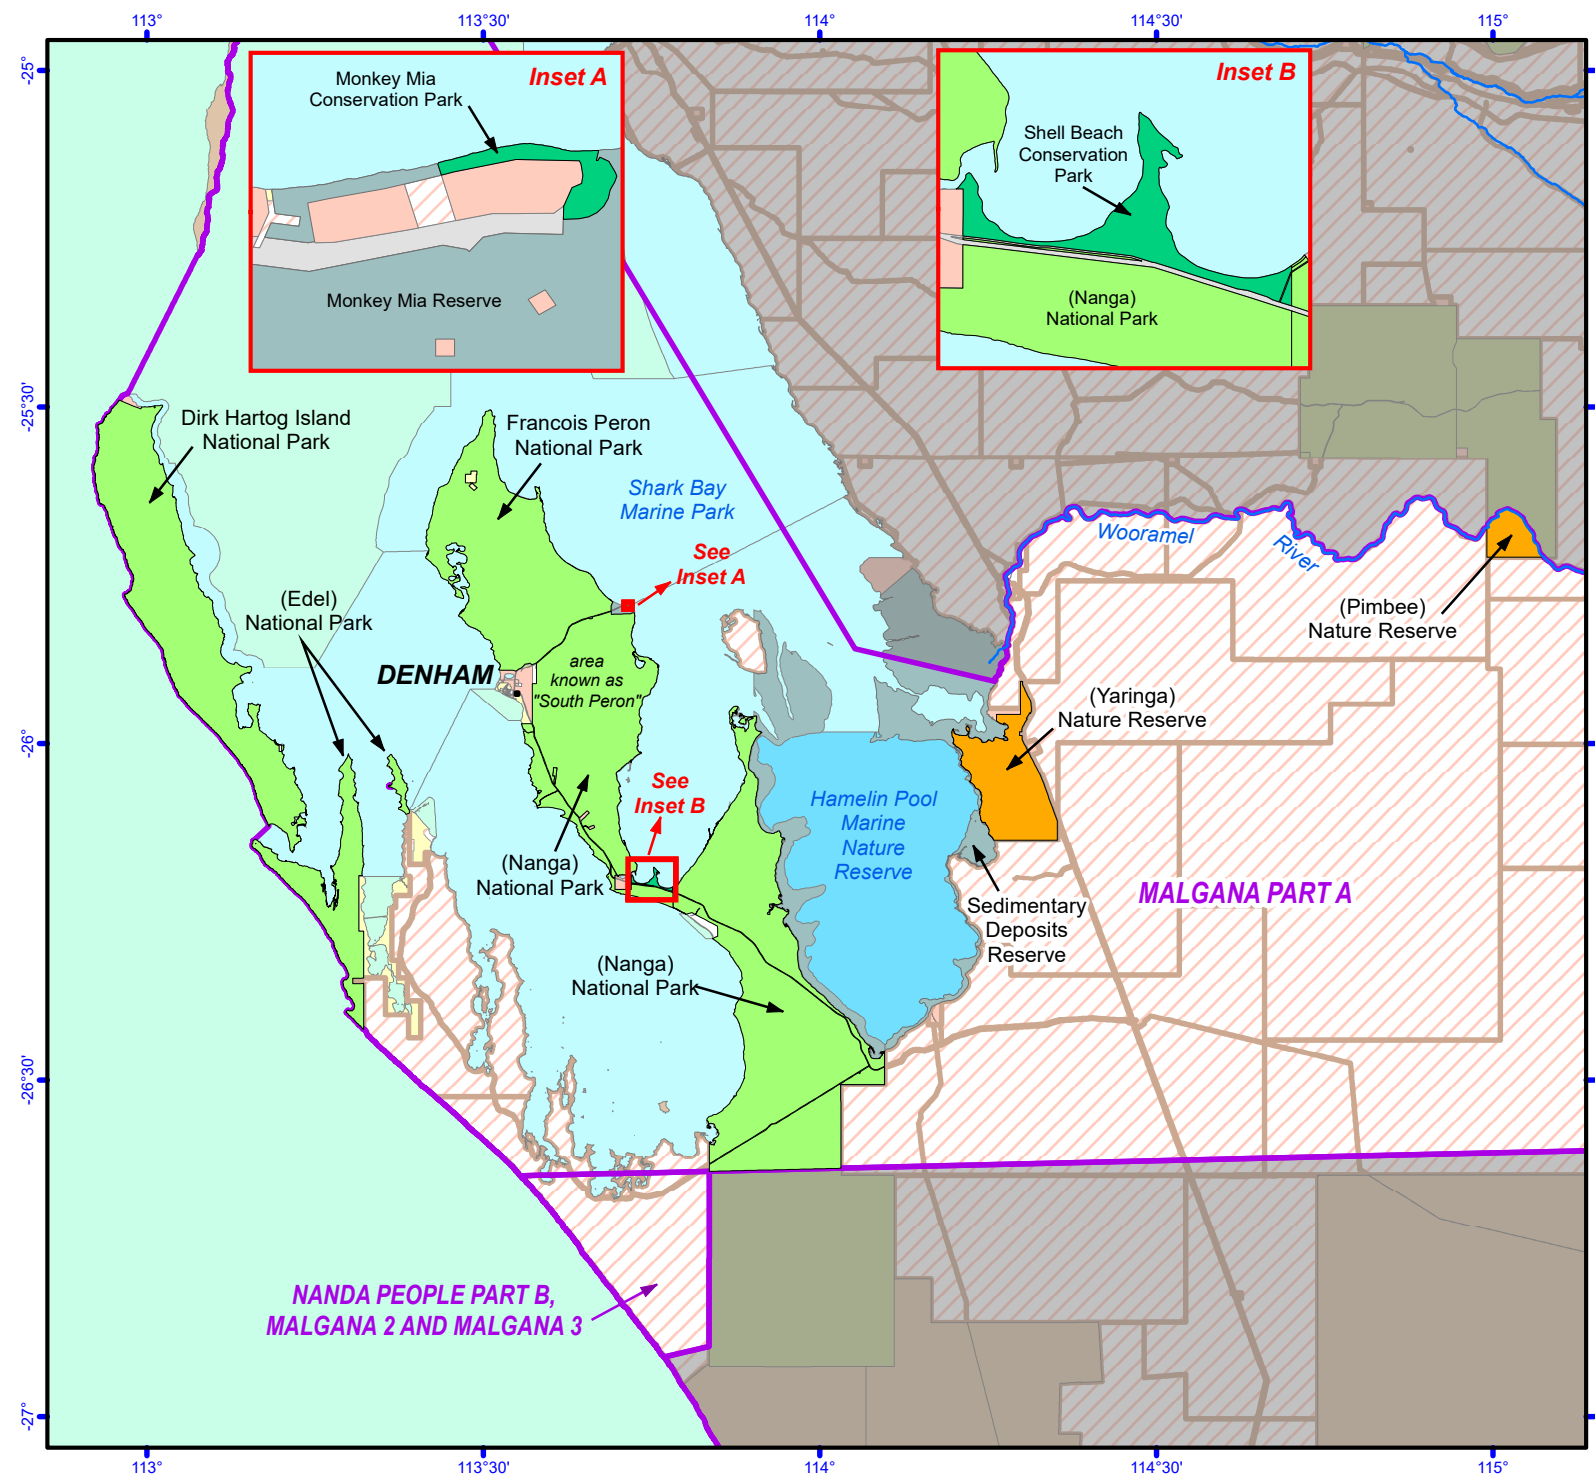 113°
113°30'
114°
114°30'
115°
-25°
-25°30'
-26°
-26°30'
-27°
Inset A
Monkey Mia
Conservation Park
Monkey Mia Reserve
Inset B
Shell Beach
Conservation
Park
(Nanga)
National Park
Dirk Hartog Island
National Park
Francois Peron
National Park
Shark Bay
Marine Park
See
Inset A
Wooramel
River
(Pimbee)
Nature Reserve
(Edel)
National Park
DENHAM
area
known as
"South Peron"
(Yaringa)
Nature Reserve
See
Inset B
Hamelin Pool
Marine
Nature
Reserve
(Nanga)
National Park
MALGANA PART A
Sedimentary
Deposits
Reserve
(Nanga)
National Park
NANDA PEOPLE PART B,
MALGANA 2 AND MALGANA 3
113°
113°30'
114°
114°30'
115°